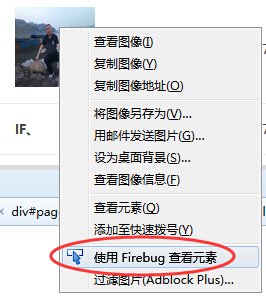 查看图像(I)
复制图像(Y)
复制图像地址(O)
将图像另存为(V)...
用邮件发送图片(G)...
设为桌面背景(S)...
查看图像信息(F)
IF、
查看元素(Q)
div#pag
添加至快速拨号(Y)
使用 Firebug 查看元素
过滤图片(Adblock Plus)...